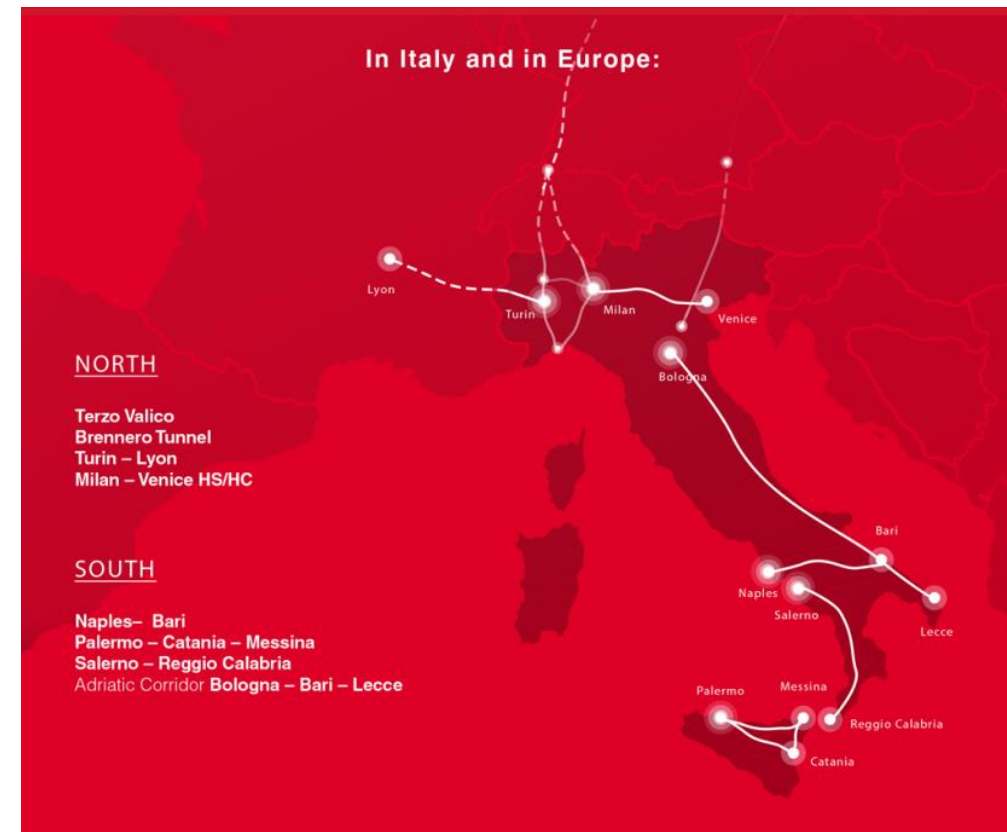 In Italy and in Europe:
Lyon
Turin
Milan
Venice
Bologna
NORTH
Terzo Valico
Brennero Tunnel
Turin – Lyon
Milan – Venice HS/HC
SOUTH
Naples– Bari
Palermo – Catania – Messina
Salerno – Reggio Calabria
Adriatic Corridor Bologna – Bari – Lecce
Bari
Naples
Salerno
Lecce
Palermo
Messina
Reggio Calabria
Catania